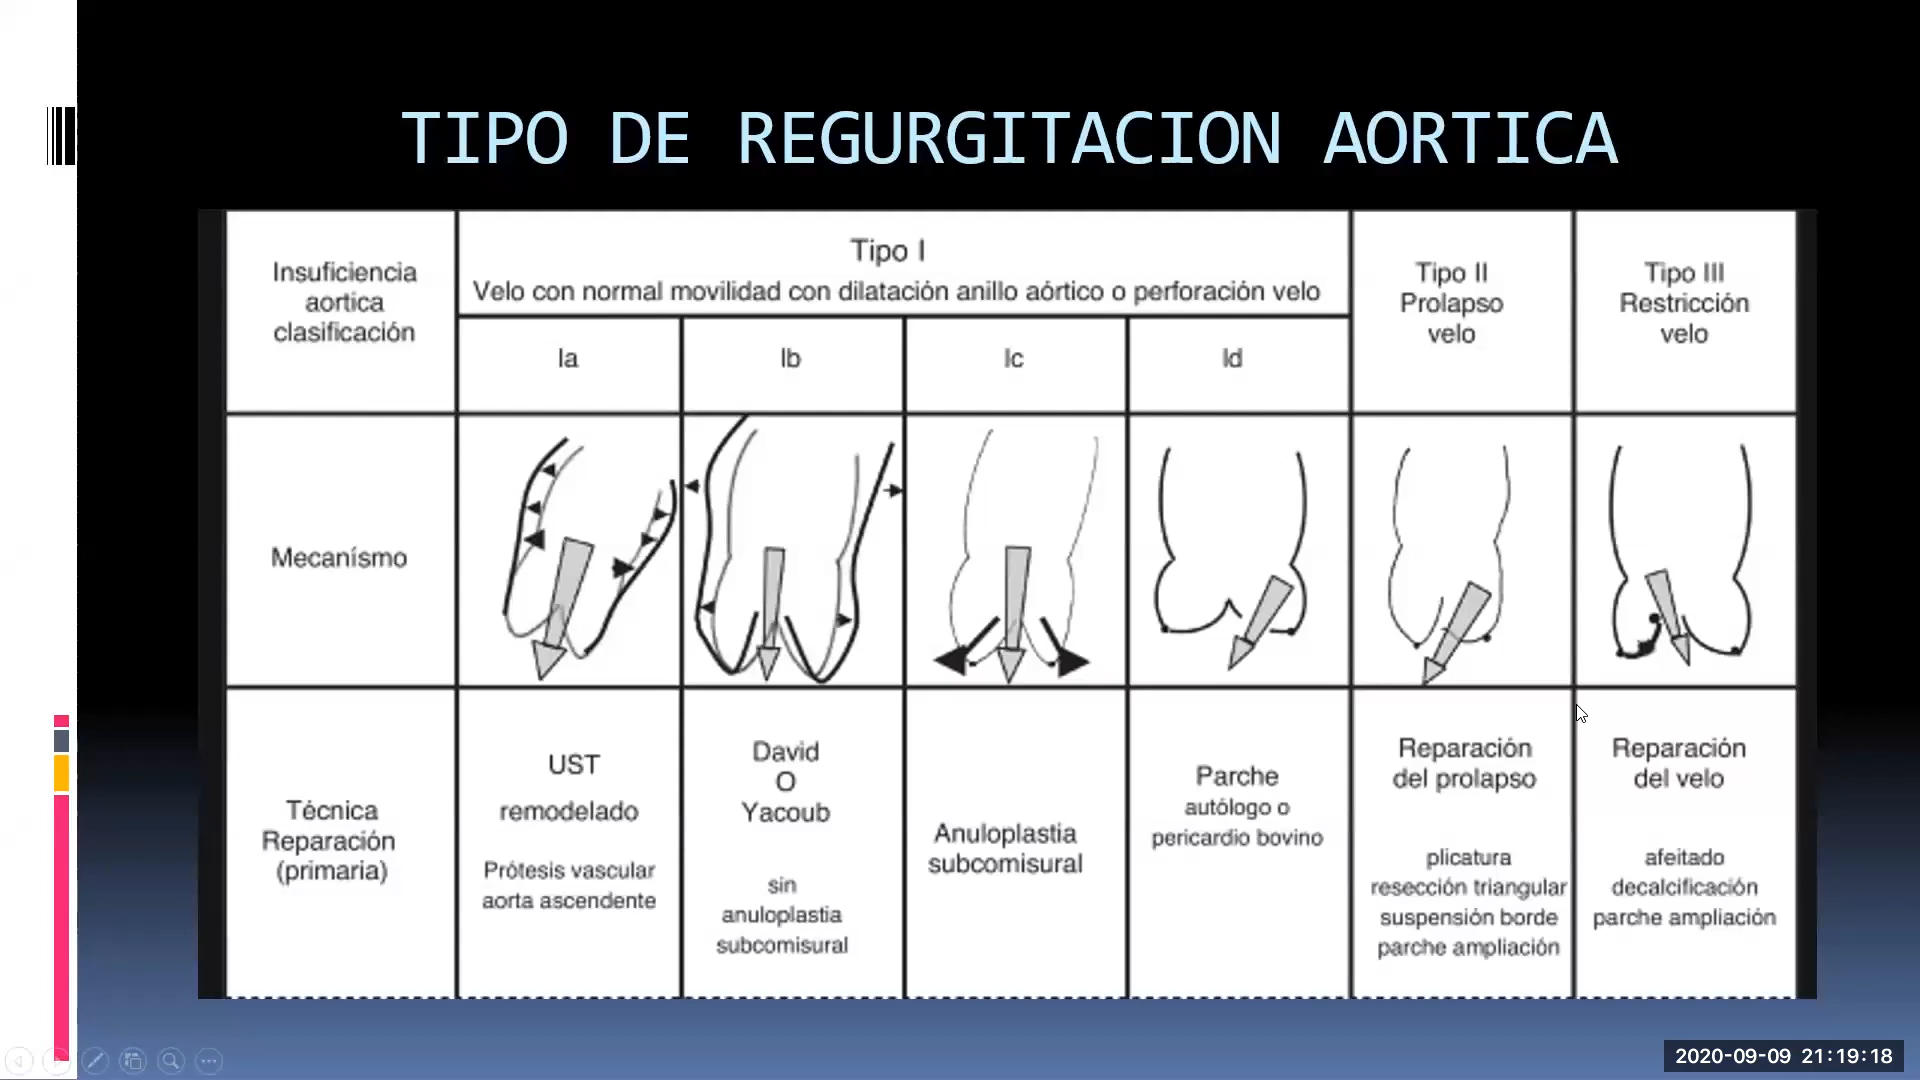 TIPO DE REGURGITACION AORTICA
Insuficiencia
aortica
clasificación
Tipo I
Velo con normal movilidad con dilatación anillo aórtico o perforación velo
Ia
Ib
Ic
Id
Tipo II
Prolapso
velo
Tipo III
Restricción
velo
Mecanísmo
Técnica
Reparación
(primaria)
UST
remodelado
Prótesis vascular
aorta ascendente
David
O
Yacoub
sin
anuloplastia
subcomisural
Anuloplastia
subcomisural
Parche
autólogo o
pericardio bovino
Reparación
del prolapso
plicatura
resección triangular
suspensión borde
parche ampliación
Reparación
del velo
afeitado
decalcificación
parche ampliación
2020-09-09 21:19:18